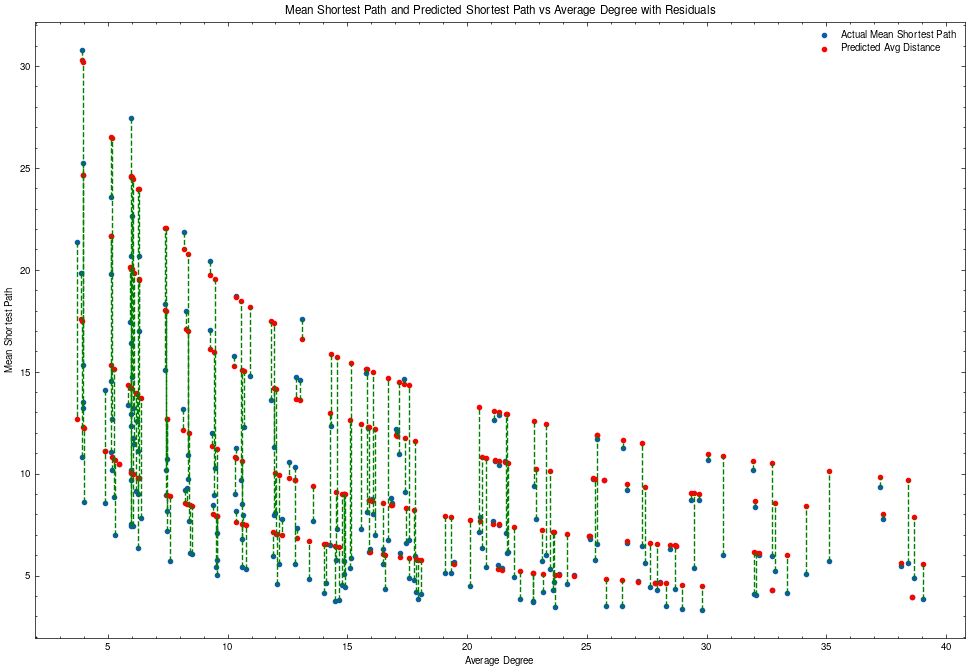 Mean Shortest Path and Predicted Shortest Path vs Average Degree with Residuals
Actual Mean Shortest Path
Predicted Avg Distance
Mean Shortest Path
30
25
20
15
10
5
5 10 15 20 25 30 35 40
Average Degree